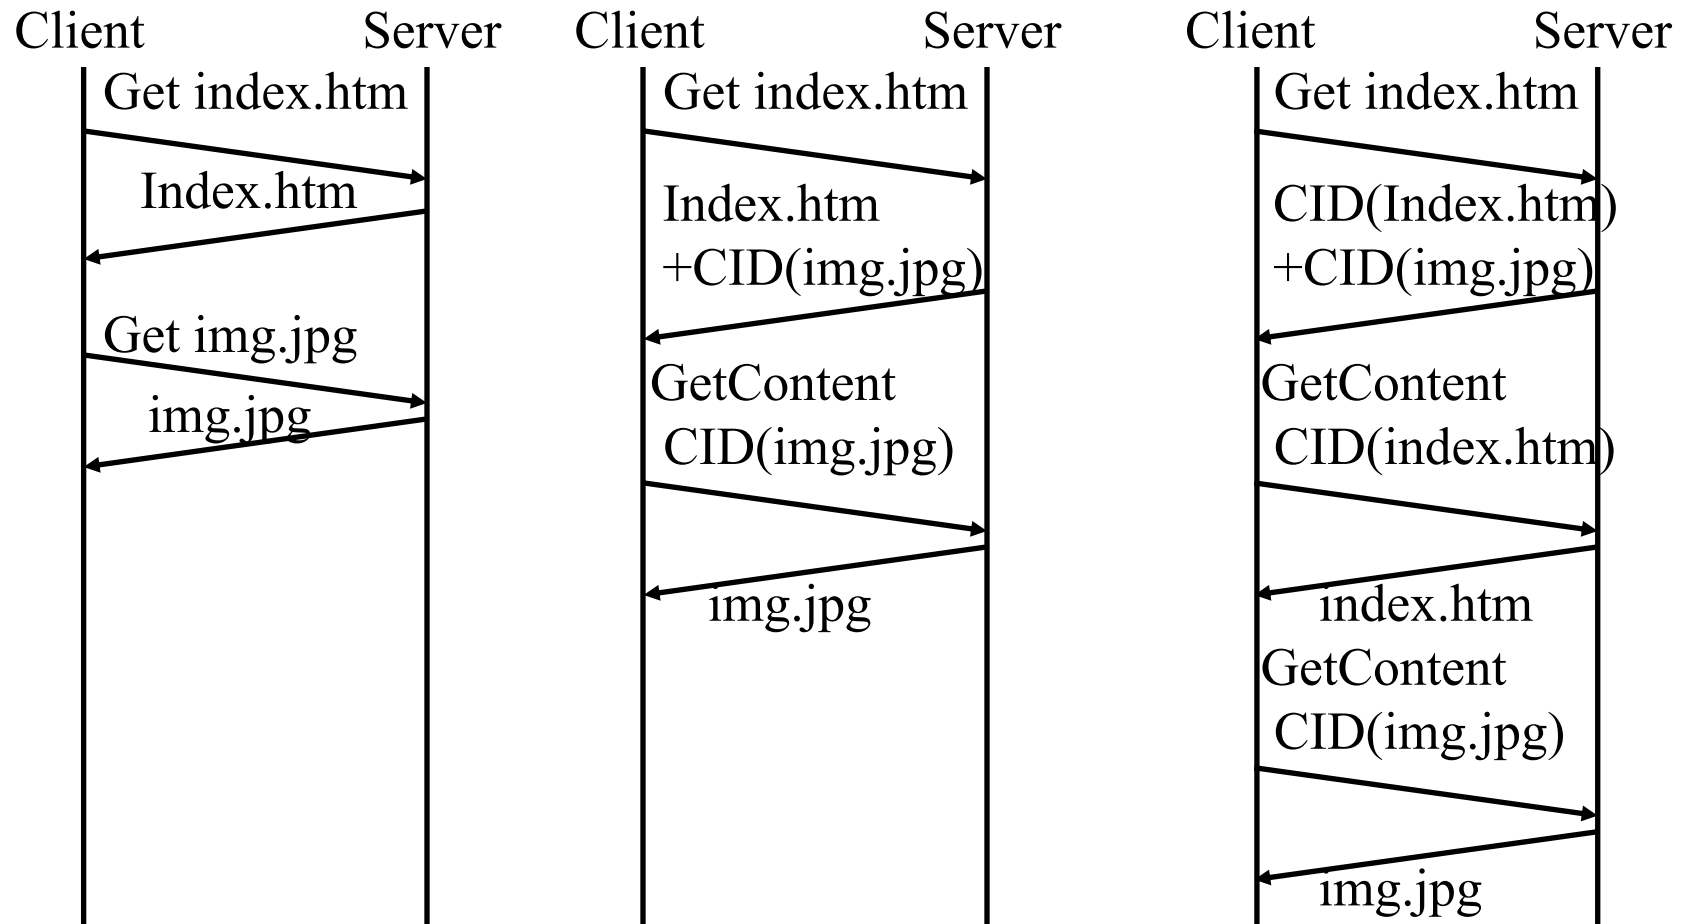 Client
Server
Get index.htm
Index.htm
Get img.jpg
img.jpg
Client
Server
Get index.htm
Index.htm
+CID(img.jpg)
GetContent
CID(img.jpg)
img.jpg
Client
Server
Get index.htm
CID(Index.htm)
+CID(img.jpg)
GetContent
CID(index.htm)
index.htm
GetContent
CID(img.jpg)
img.jpg